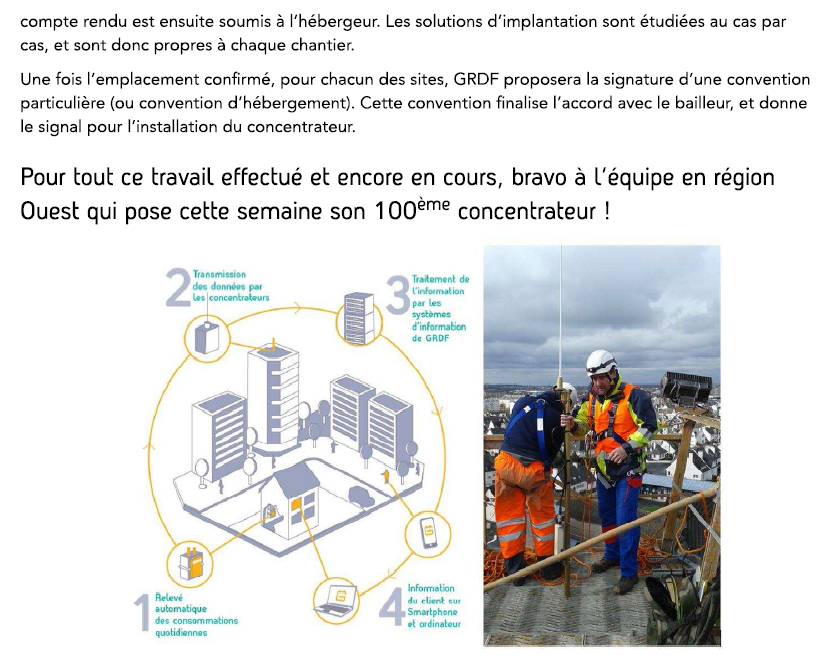 compte rendu est ensuite soumis à l’hébergeur. Les solutions d’implantation sont étudiées au cas par
cas, et sont donc propres à chaque chantier.
Une fois l’emplacement confirmé, pour chacun des sites, GRDF proposera la signature d’une convention
particulière (ou convention d’hébergement). Cette convention finalise l’accord avec le bailleur, et donne
le signal pour l’installation du concentrateur.
Pour tout ce travail effectué et encore en cours, bravo à l’équipe en région
Ouest qui pose cette semaine son 100ème concentrateur !
2
Transmission
des données par
les concentrateurs
3
Traitement de
l’information
par les
systèmes
d’information
de GRDF
1
Relevé
automatique
des consommations
quotidiennes
4
Information
du client sur
Smartphone
et ordinateur
G
G